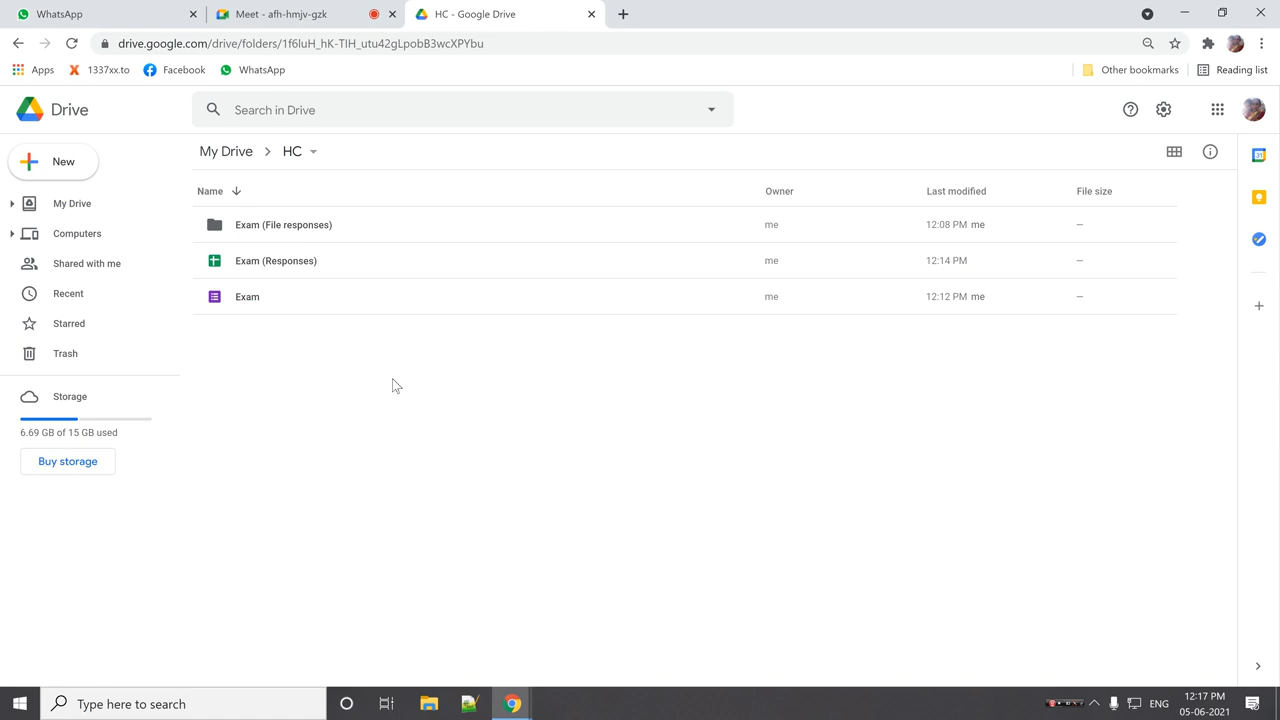 WhatsApp
Meet - afh-hmjv-gzk
HC - Google Drive
drive.google.com/drive/folders/1f6IuH_hK-TIH_utu42gLpobB3wcXPYbu
Apps
1337xx.to
Facebook
WhatsApp
Other bookmarks
Reading list
Drive
Search in Drive
New
My Drive
HC
Name
Owner
Last modified
File size
My Drive
Exam (File responses)
me
12:08 PM me
–
Computers
Shared with me
Exam (Responses)
me
12:14 PM
–
Recent
Exam
me
12:12 PM me
–
Starred
Trash
Storage
6.69 GB of 15 GB used
Buy storage
31
Type here to search
ENG
12:17 PM
05-06-2021